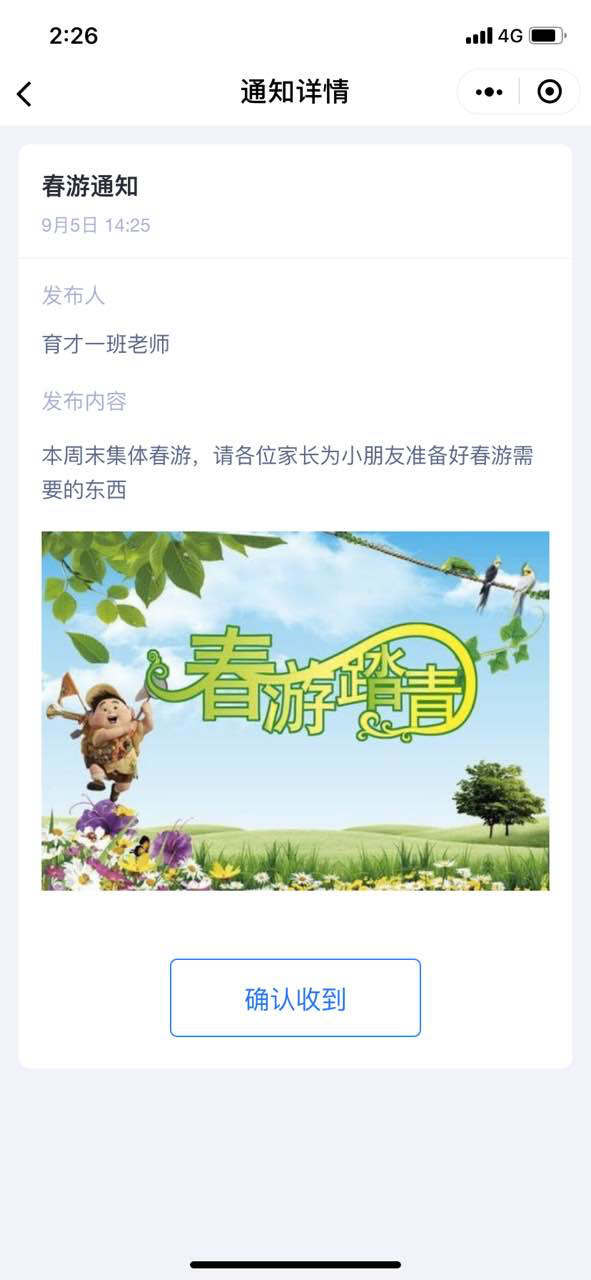 2:26
4G
通知详情
春游通知
9月5日 14:25
发布人
育才一班老师
发布内容
本周末集体春游，请各位家长为小朋友准备好春游需
要的东西
春游踏青
确认收到